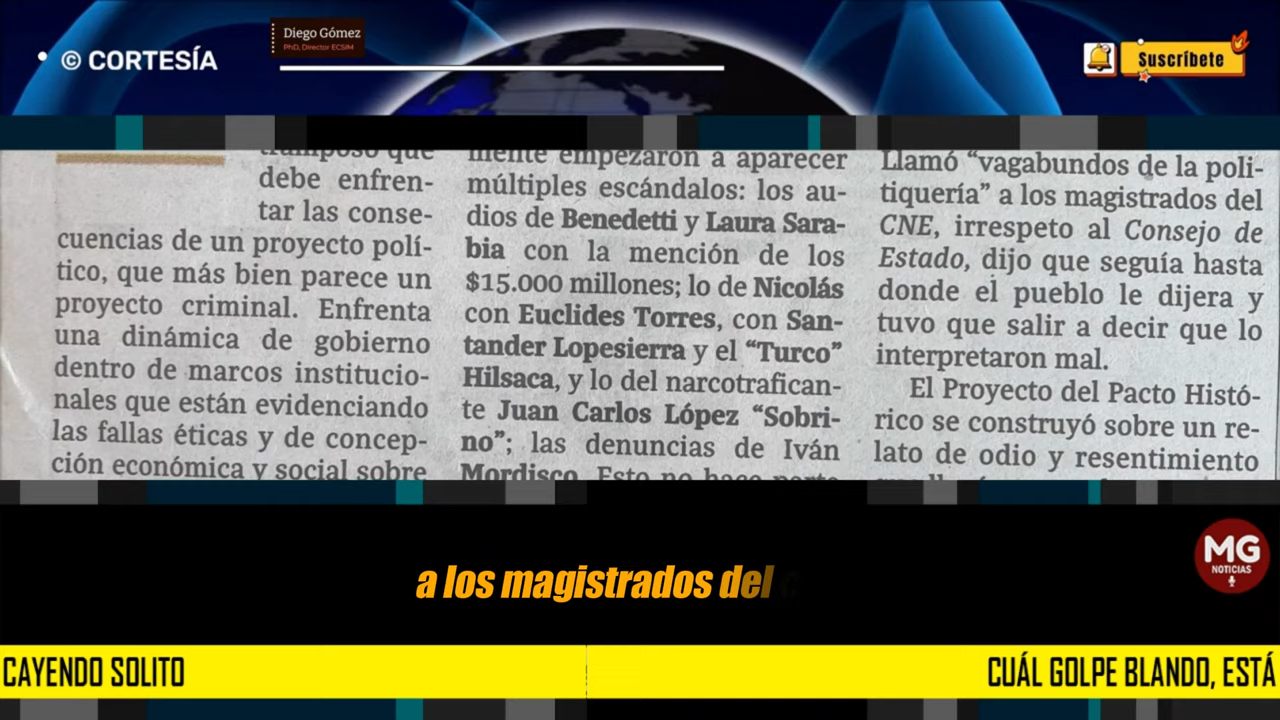 © CORTESÍA
Diego Gómez
PhD, Director ECSIM
Suscríbete
tramposo que
debe enfren-
tar las conse-
cuencias de un proyecto polí-
tico, que más bien parece un
proyecto criminal. Enfrenta
una dinámica de gobierno
dentro de marcos institucio-
nales que están evidenciando
las fallas éticas y de concep-
ción económica y social sobre
mente empezaron a aparecer
múltiples escándalos: los au-
dios de Benedetti y Laura Sara-
bia con la mención de los
$15.000 millones; lo de Nicolás
con Euclides Torres, con San-
tander Lopesierra y el “Turco”
Hilsaca, y lo del narcotrafican-
te Juan Carlos López “Sobri-
no”; las denuncias de Iván
Mordisco. Esto no hace parte
Llamó “vagabundos de la poli-
tiquería” a los magistrados del
CNE, irrespeto al Consejo de
Estado, dijo que seguía hasta
donde el pueblo le dijera y
tuvo que salir a decir que lo
interpretaron mal.
El Proyecto del Pacto Histó-
rico se construyó sobre un re-
lato de odio y resentimiento
a los magistrados del
MG
NOTICIAS
CAYENDO SOLITO
CUÁL GOLPE BLANDO, ESTÁ